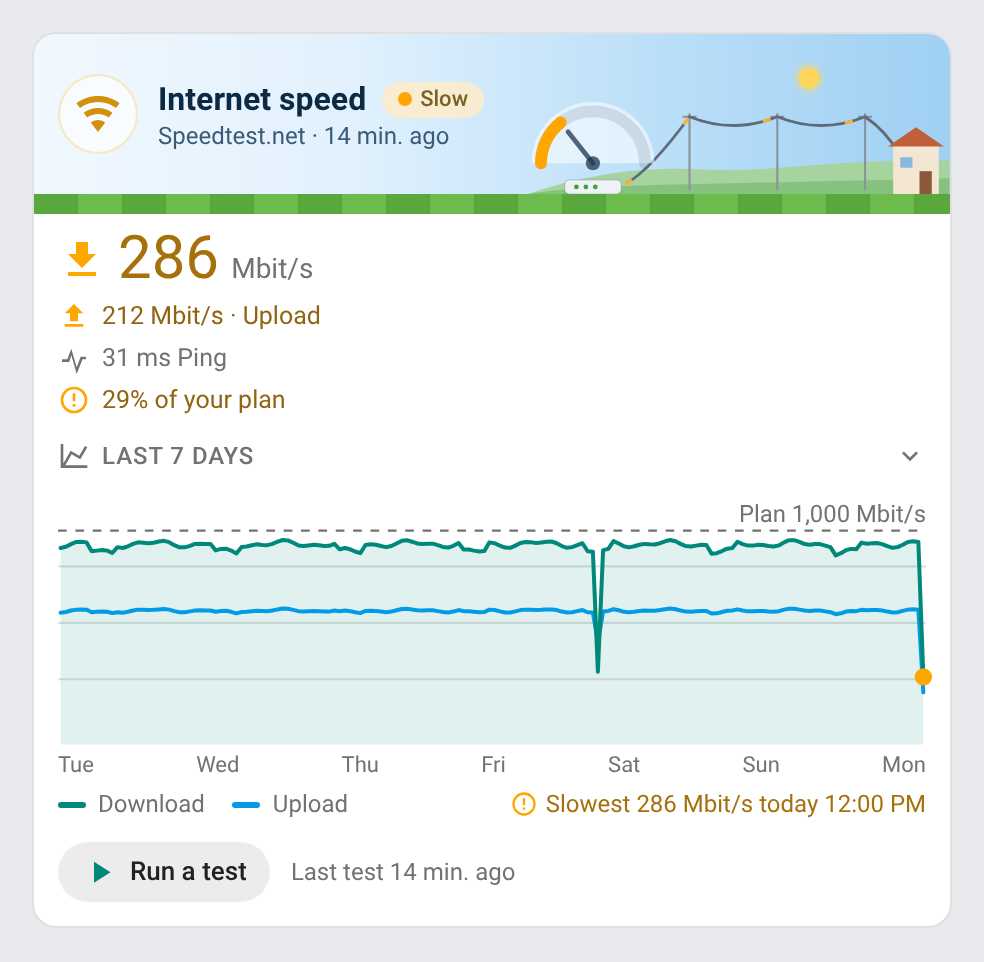 Internet speed
Slow
Speedtest.net · 14 min. ago
286 Mbit/s
212 Mbit/s · Upload
31 ms Ping
29% of your plan
LAST 7 DAYS
Plan 1,000 Mbit/s
Tue Wed Thu Fri Sat Sun Mon
Download Upload Slowest 286 Mbit/s today 12:00 PM
Run a test Last test 14 min. ago